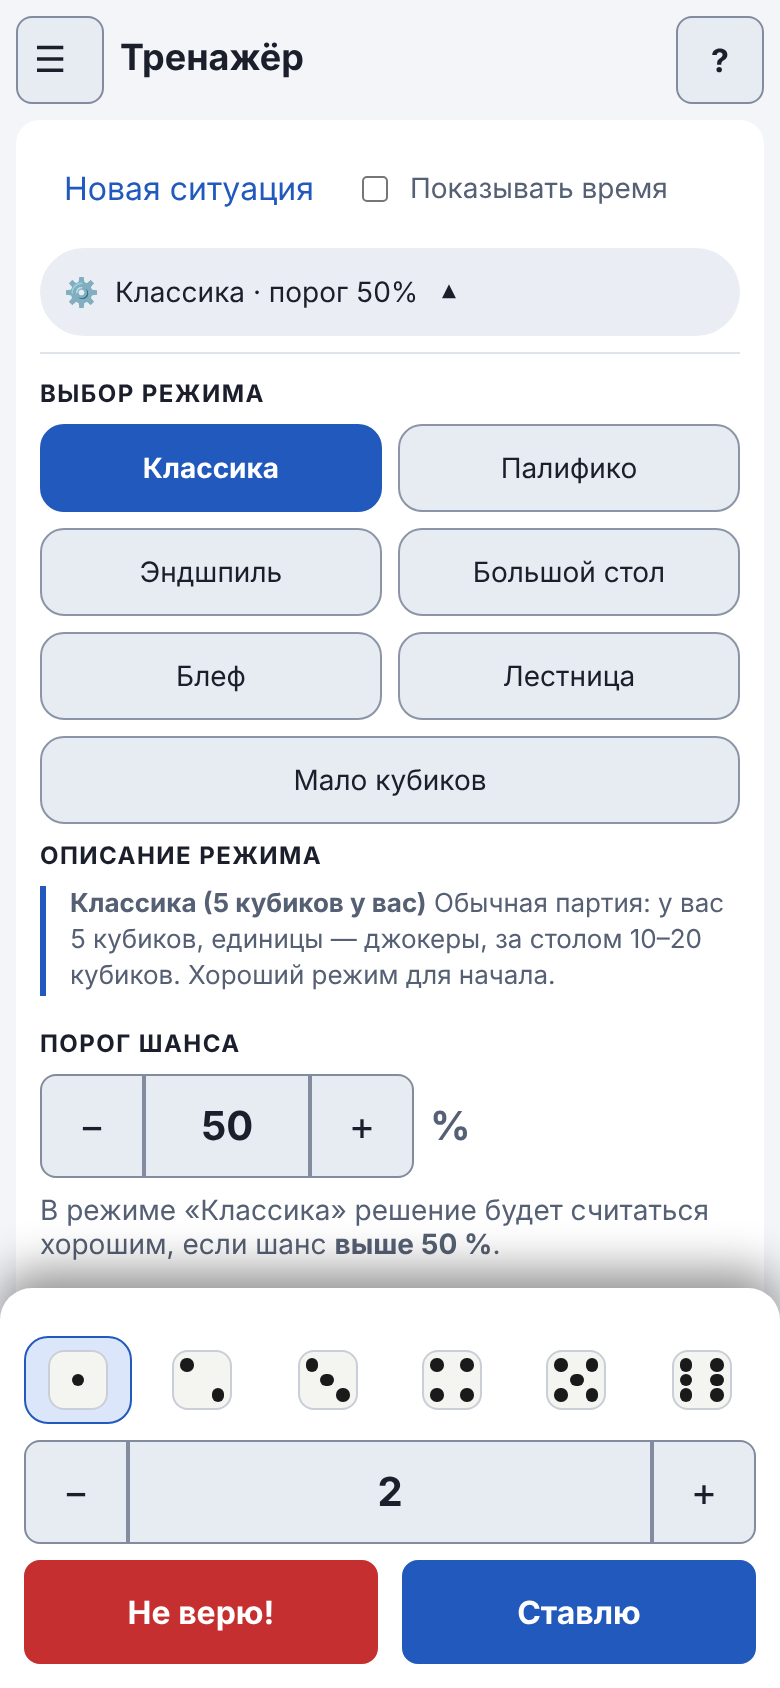 ☰ Тренажёр ?
Новая ситуация Показывать время
⚙️ Классика · порог 50% ▲
ВЫБОР РЕЖИМА
Классика Палифико
Эндшпиль Большой стол
Блеф Лестница
Мало кубиков
ОПИСАНИЕ РЕЖИМА
Классика (5 кубиков у вас) Обычная партия: у вас
5 кубиков, единицы — джокеры, за столом 10–20
кубиков. Хороший режим для начала.
ПОРОГ ШАНСА
− 50 + %
В режиме «Классика» решение будет считаться
хорошим, если шанс выше 50 %.
− 2 +
Не верю! Ставлю